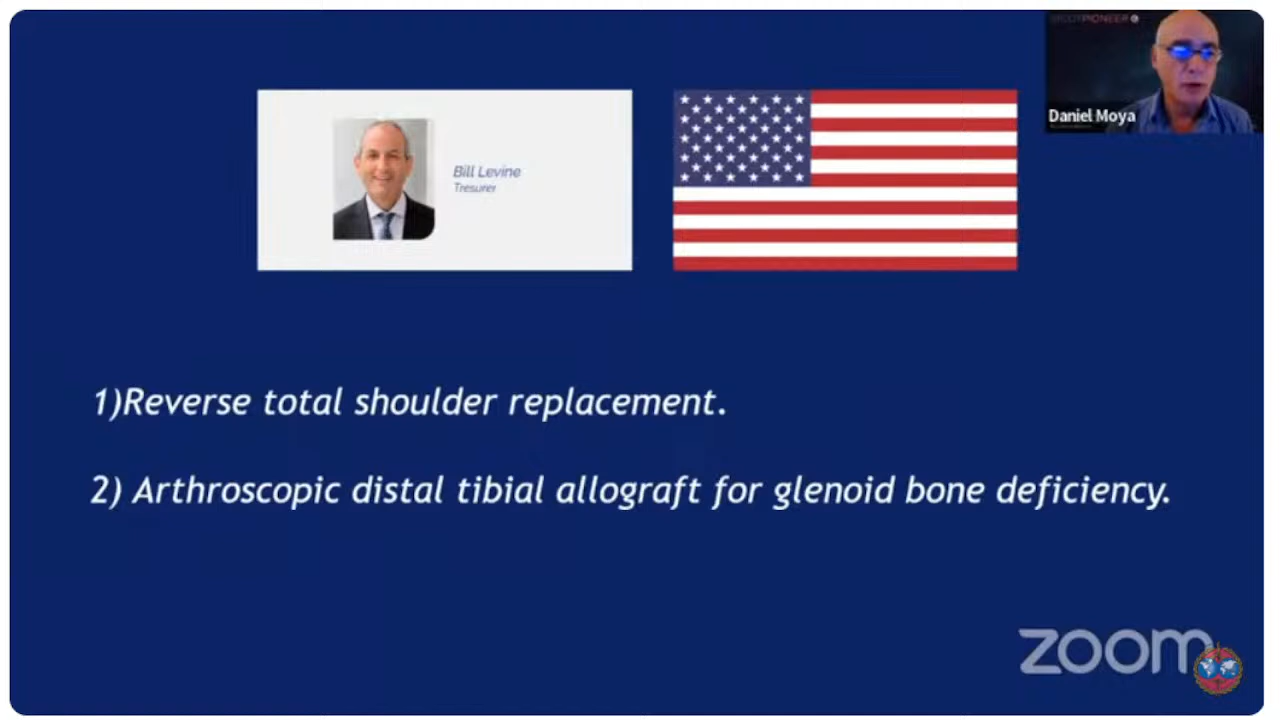 Bill Levine
Tresurer
Daniel Moya
1)Reverse total shoulder replacement.
2) Arthroscopic distal tibial allograft for glenoid bone deficiency.
zoom